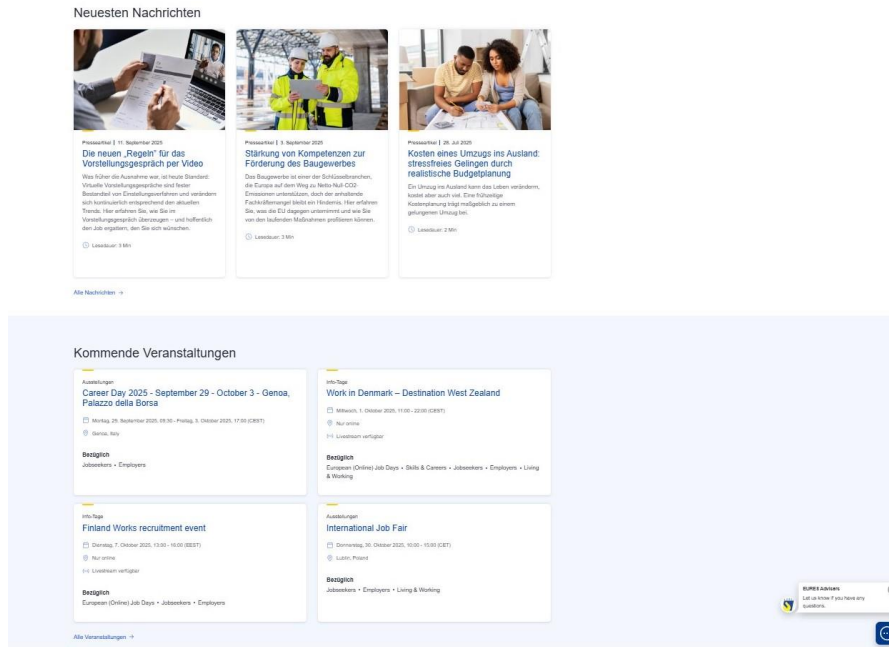 Neuesten Nachrichten
Presseartikel | 11. September 2025
Die neuen „Regeln" für das
Vorstellungsgespräch per Video
Was früher die Ausnahme war, ist heute Standard:
Virtuelle Vorstellungsgespräche sind fester
Bestandteil von Einstellungsverfahren und verändern
sich kontinuierlich entsprechend den aktuellen
Trends. Hier erfahren Sie, wie Sie im
Vorstellungsgespräch überzeugen – und hoffentlich
den Job ergattern, den Sie sich wünschen.
Lesedauer: 3 Min
Presseartikel | 3. September 2025
Stärkung von Kompetenzen zur
Förderung des Baugewerbes
Das Baugewerbe ist einer der Schlüsselbranchen,
die Europa auf dem Weg zu Netto-Null-CO2-
Emissionen unterstützen, doch der anhaltende
Fachkräftemangel bleibt ein Hindernis. Hier erfahren
Sie, was die EU dagegen unternimmt und wie Sie
von den laufenden Maßnahmen profitieren können.
Lesedauer: 3 Min
Presseartikel | 28. Juli 2025
Kosten eines Umzugs ins Ausland:
stressfreies Gelingen durch
realistische Budgetplanung
Ein Umzug ins Ausland kann das Leben verändern,
kostet aber auch viel. Eine frühzeitige
Kostenplanung trägt maßgeblich zu einem
gelungenen Umzug bei.
Lesedauer: 2 Min
Alle Nachrichten →
Kommende Veranstaltungen
Ausstellungen
Career Day 2025 - September 29 - October 3 - Genoa,
Palazzo della Borsa
Montag, 29. September 2025, 09:30 - Freitag, 3. Oktober 2025, 17:00 (CEST)
Genoa, Italy
Bezüglich
Jobseekers • Employers
Info-Tage
Work in Denmark – Destination West Zealand
Mittwoch, 1. Oktober 2025, 11:00 - 22:00 (CEST)
Nur online
Livestream verfügbar
Bezüglich
European (Online) Job Days • Skills & Careers • Jobseekers • Employers • Living
& Working
Info-Tage
Finland Works recruitment event
Dienstag, 7. Oktober 2025, 13:00 - 16:00 (EEST)
Nur online
Livestream verfügbar
Bezüglich
European (Online) Job Days • Jobseekers • Employers
Ausstellungen
International Job Fair
Donnerstag, 30. Oktober 2025, 10:00 - 15:00 (CET)
Lublin, Poland
Bezüglich
Jobseekers • Employers • Living & Working
Alle Veranstaltungen →
EURES Advisers
Let us know if you have any
questions.